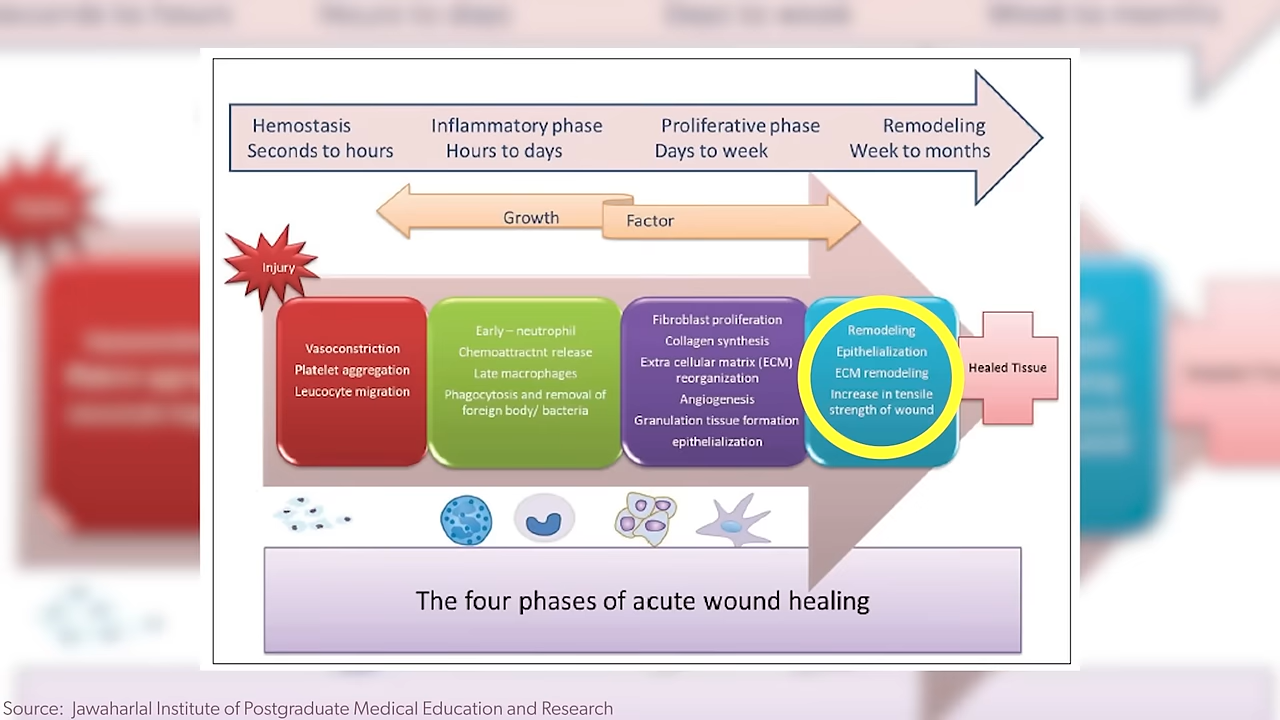 Hemostasis
Seconds to hours
Inflammatory phase
Hours to days
Proliferative phase
Days to week
Remodeling
Week to months
Growth
Factor
Injury
Vasoconstriction
Platelet aggregation
Leucocyte migration
Early – neutrophil
Chemoattractnt release
Late macrophages
Phagocytosis and removal of
foreign body/ bacteria
Fibroblast proliferation
Collagen synthesis
Extra cellular matrix (ECM)
reorganization
Angiogenesis
Granulation tissue formation
epithelialization
Remodeling
Epithelialization
ECM remodeling
Increase in tensile
strength of wound
Healed Tissue
The four phases of acute wound healing
Source: Jawaharlal Institute of Postgraduate Medical Education and Research